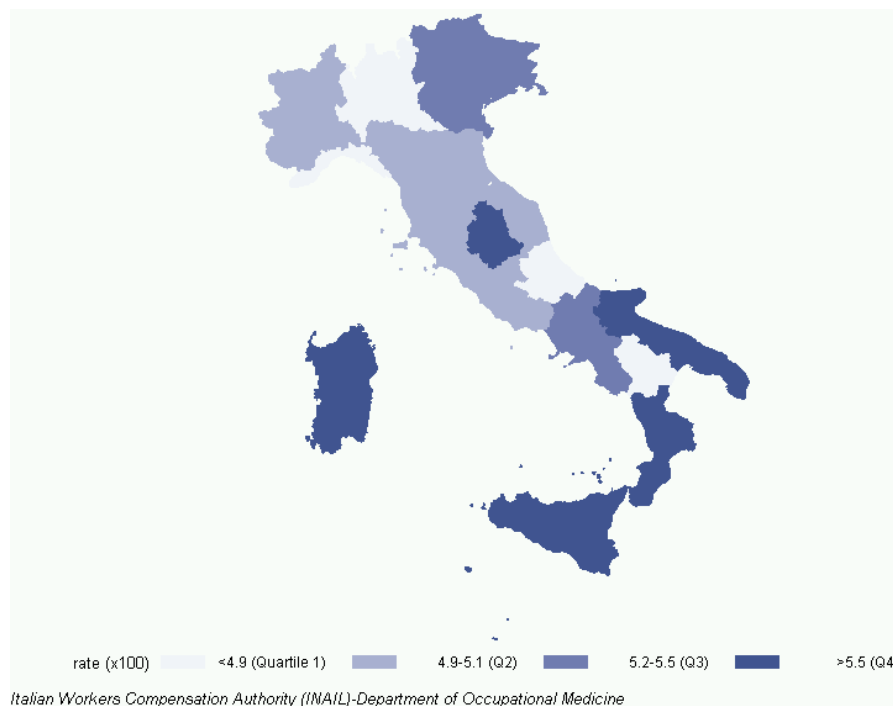 rate (x100) <4.9 (Quartile 1) 4.9-5.1 (Q2) 5.2-5.5 (Q3) >5.5 (Q4
Italian Workers Compensation Authority (INAIL)-Department of Occupational Medicine